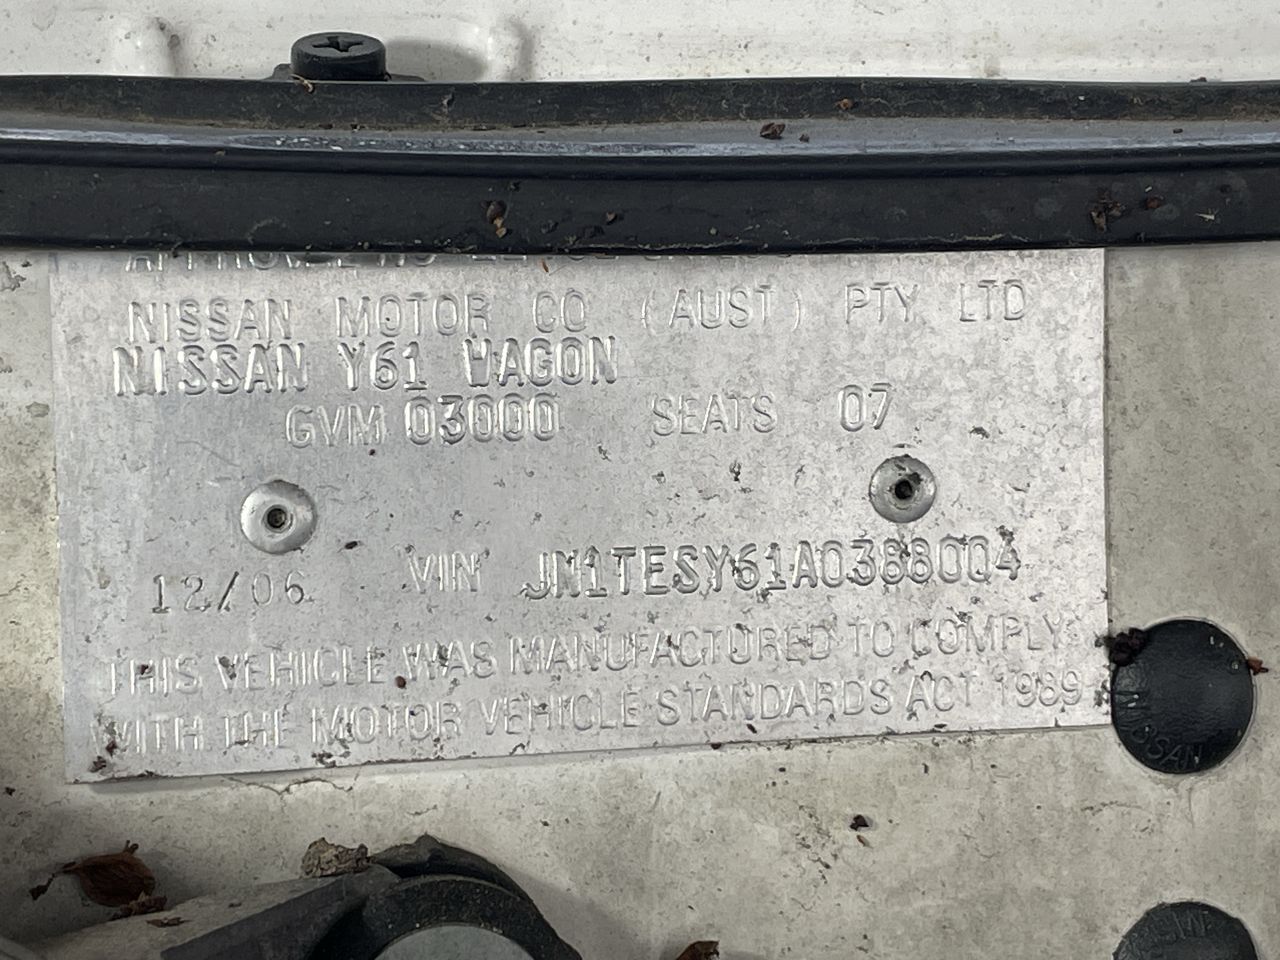 NISSAN MOTOR CO (AUST) PTY LTD
NISSAN Y61 WAGON
GVM 03000 SEATS 07
12/06 VIN JN1TESY61A0388004
THIS VEHICLE WAS MANUFACTURED TO COMPLY
WITH THE MOTOR VEHICLE STANDARDS ACT 1989